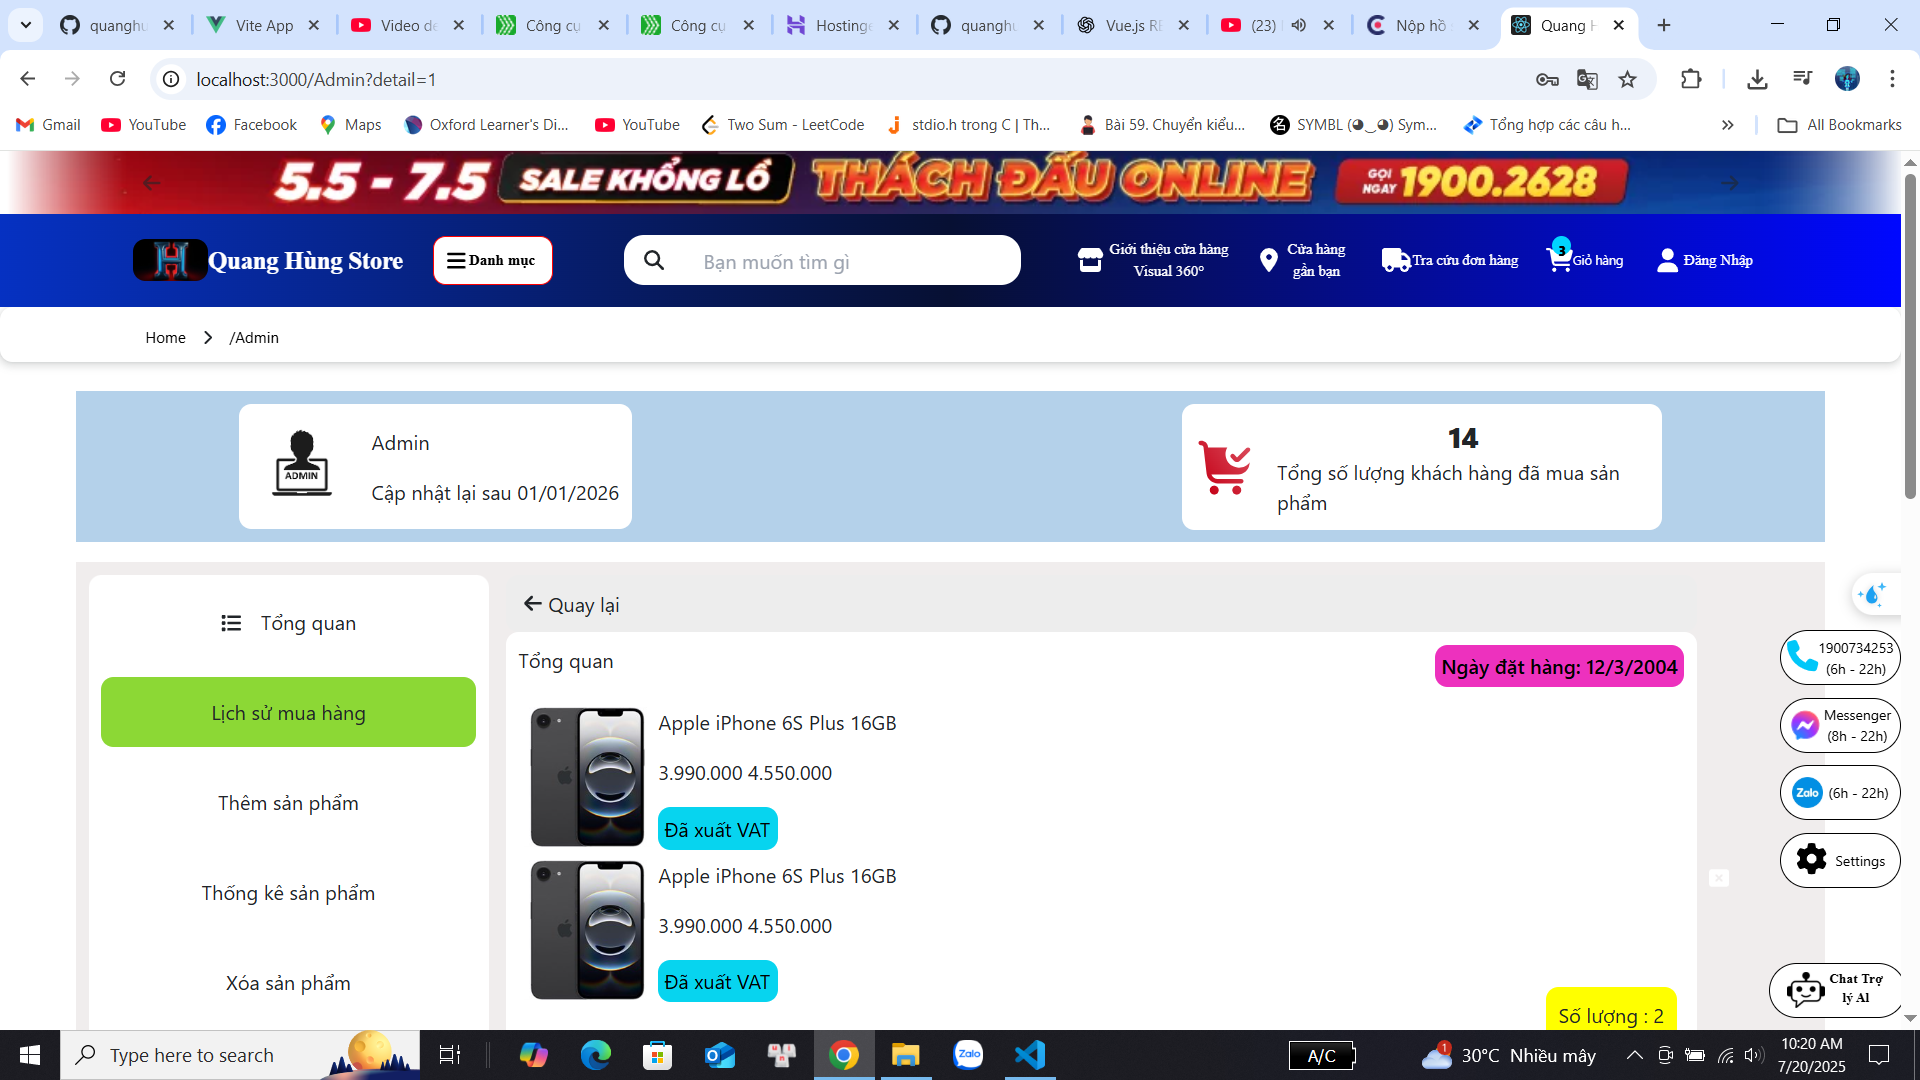 quanghu
Vite App
Video de
Công cụ
Công cụ
Hostinge
quanghu
Vue.js RE
(23)
Nộp hồ s
Quang H
localhost:3000/Admin?detail=1
Gmail
YouTube
Facebook
Maps
Oxford Learner's Di...
YouTube
Two Sum - LeetCode
stdio.h trong C | Th...
Bài 59. Chuyển kiểu...
SYMBL (◕‿◕) Sym...
Tổng hợp các câu h...
All Bookmarks
5.5 - 7.5 SALE KHỔNG LỒ THÁCH ĐẤU ONLINE GỌI NGAY 1900.2628
H
Quang Hùng Store
Danh mục
Bạn muốn tìm gì
Giới thiệu cửa hàng
Visual 360°
Cửa hàng
gần bạn
Tra cứu đơn hàng
3
Giỏ hàng
Đăng Nhập
Home > /Admin
ADMIN
Admin
Cập nhật lại sau 01/01/2026
14
Tổng số lượng khách hàng đã mua sản
phẩm
Tổng quan
Lịch sử mua hàng
Thêm sản phẩm
Thống kê sản phẩm
Xóa sản phẩm
Quay lại
Tổng quan
Ngày đặt hàng: 12/3/2004
Apple iPhone 6S Plus 16GB
3.990.000 4.550.000
Đã xuất VAT
Apple iPhone 6S Plus 16GB
3.990.000 4.550.000
Đã xuất VAT
Số lượng : 2
1900734253
(6h - 22h)
Messenger
(8h - 22h)
Zalo
(6h - 22h)
Settings
Chat Trợ
lý AI
Type here to search
Zalo
A/C
1
30°C Nhiều mây
10:20 AM
7/20/2025